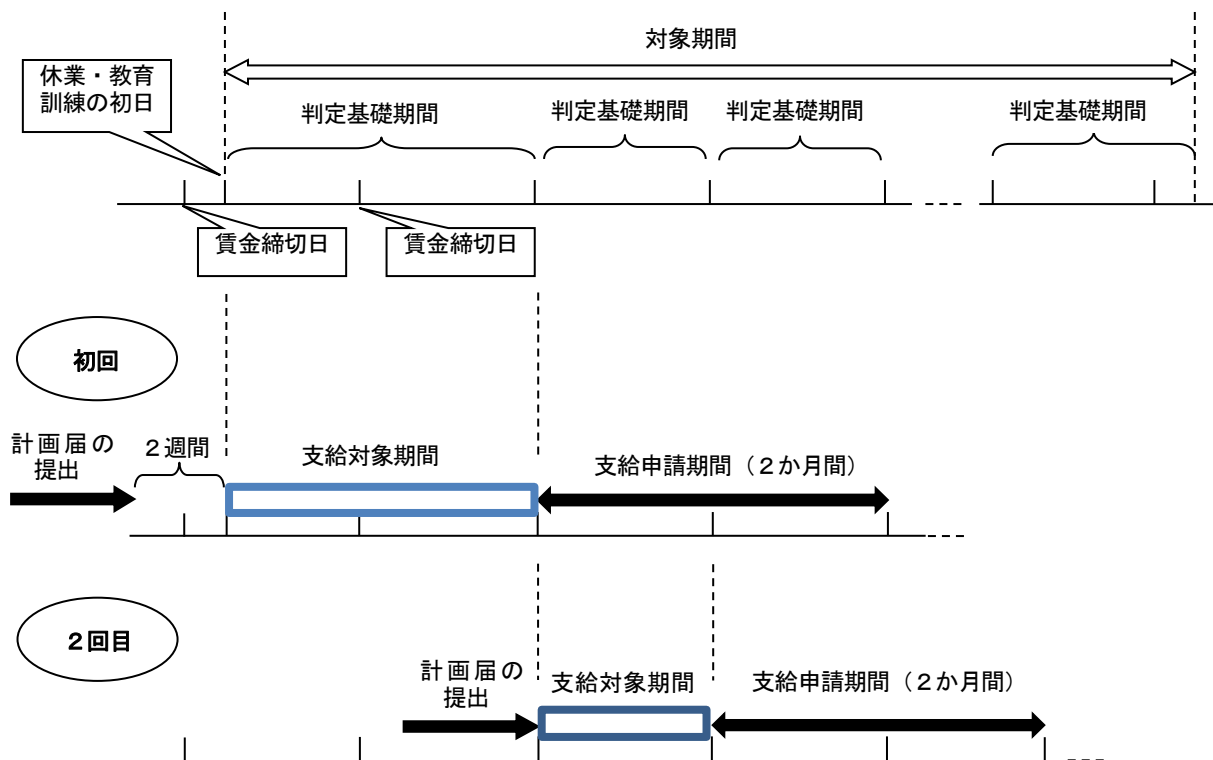 対象期間
休業・教育
訓練の初日
判定基礎期間
判定基礎期間
判定基礎期間
判定基礎期間
賃金締切日
賃金締切日
初回
計画届の
提出
２週間
支給対象期間
支給申請期間（２か月間）
２回目
計画届の
提出
支給対象期間
支給申請期間（２か月間）